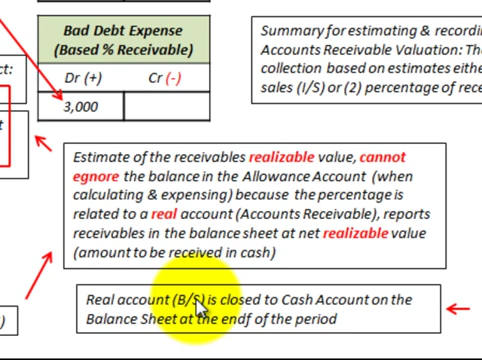 Bad Debt Expense
(Based % Receivable)
Dr (+) Cr (-)
3,000
Summary for estimating & recordi
Accounts Receivable Valuation: Th
collection based on estimates eith
sales (I/S) or (2) percentage of rece
ct:
t
Estimate of the receivables realizable value, cannot
egnore the balance in the Allowance Account (when
calculating & expensing) because the percentage is
related to a real account (Accounts Receivable), reports
receivables in the balance sheet at net realizable value
(amount to be received in cash)
Real account (B/S) is closed to Cash Account on the
Balance Sheet at the endf of the period
)